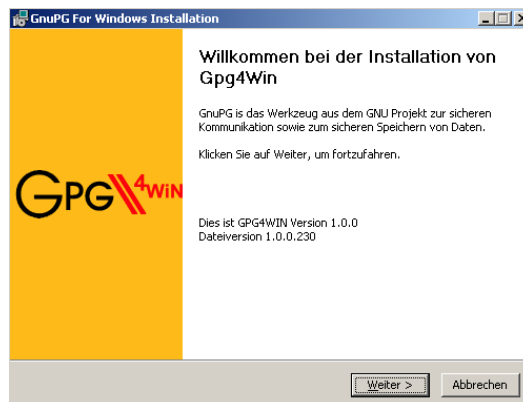 GnuPG For Windows Installation
Willkommen bei der Installation von
Gpg4Win
GnuPG is das Werkzeug aus dem GNU Projekt zur sicheren
Kommunikation sowie zum sicheren Speichern von Daten.
Klicken Sie auf Weiter, um fortzufahren.
GPG4WIN
Dies ist GPG4WIN Version 1.0.0
Dateiversion 1.0.0.230
Weiter >
Abbrechen